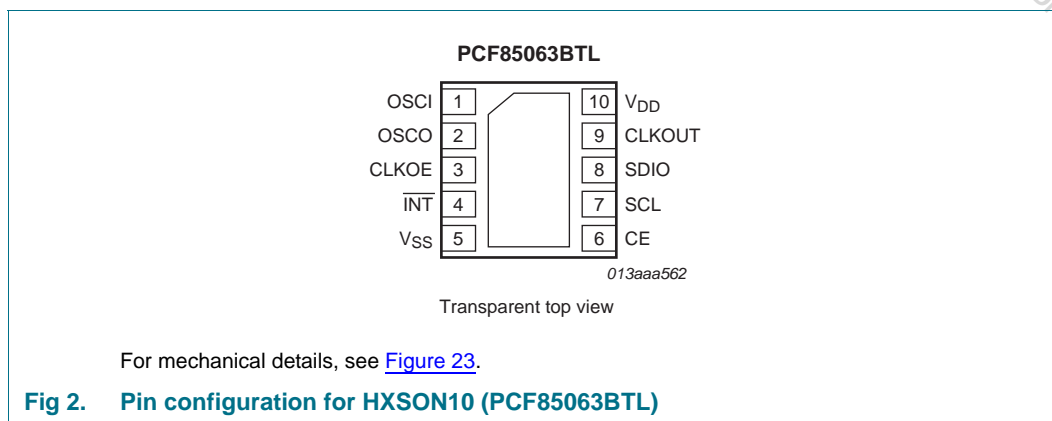 PCF85063BTL
OSCI 1 10 VDD
OSCO 2 9 CLKOUT
CLKOE 3 8 SDIO
INT 4 7 SCL
VSS 5 6 CE
013aaa562
Transparent top view
For mechanical details, see Figure 23.
Fig 2. Pin configuration for HXSON10 (PCF85063BTL)